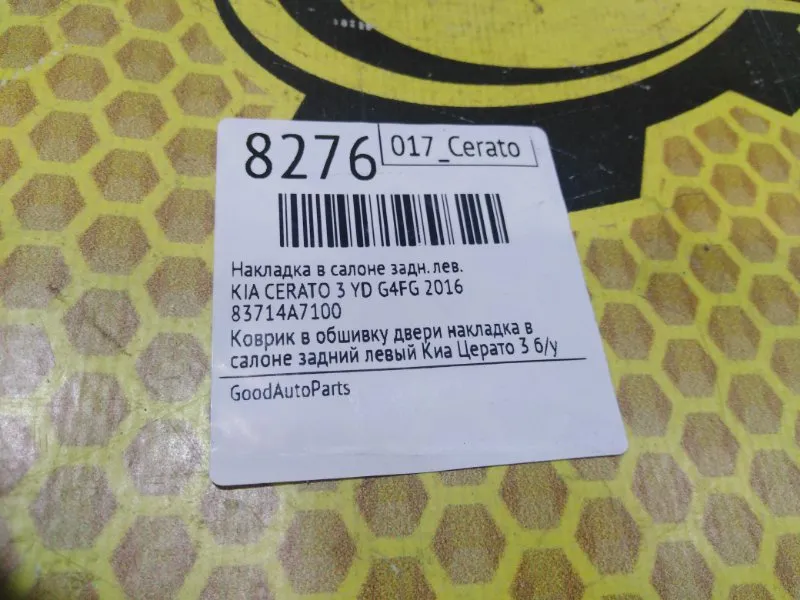 8276
017_Cerato
Накладка в салоне задн. лев.
KIA CERATO 3 YD G4FG 2016
83714A7100
Коврик в обшивку двери накладка в
салоне задний левый Киа Церато 3 б/у
GoodAutoParts